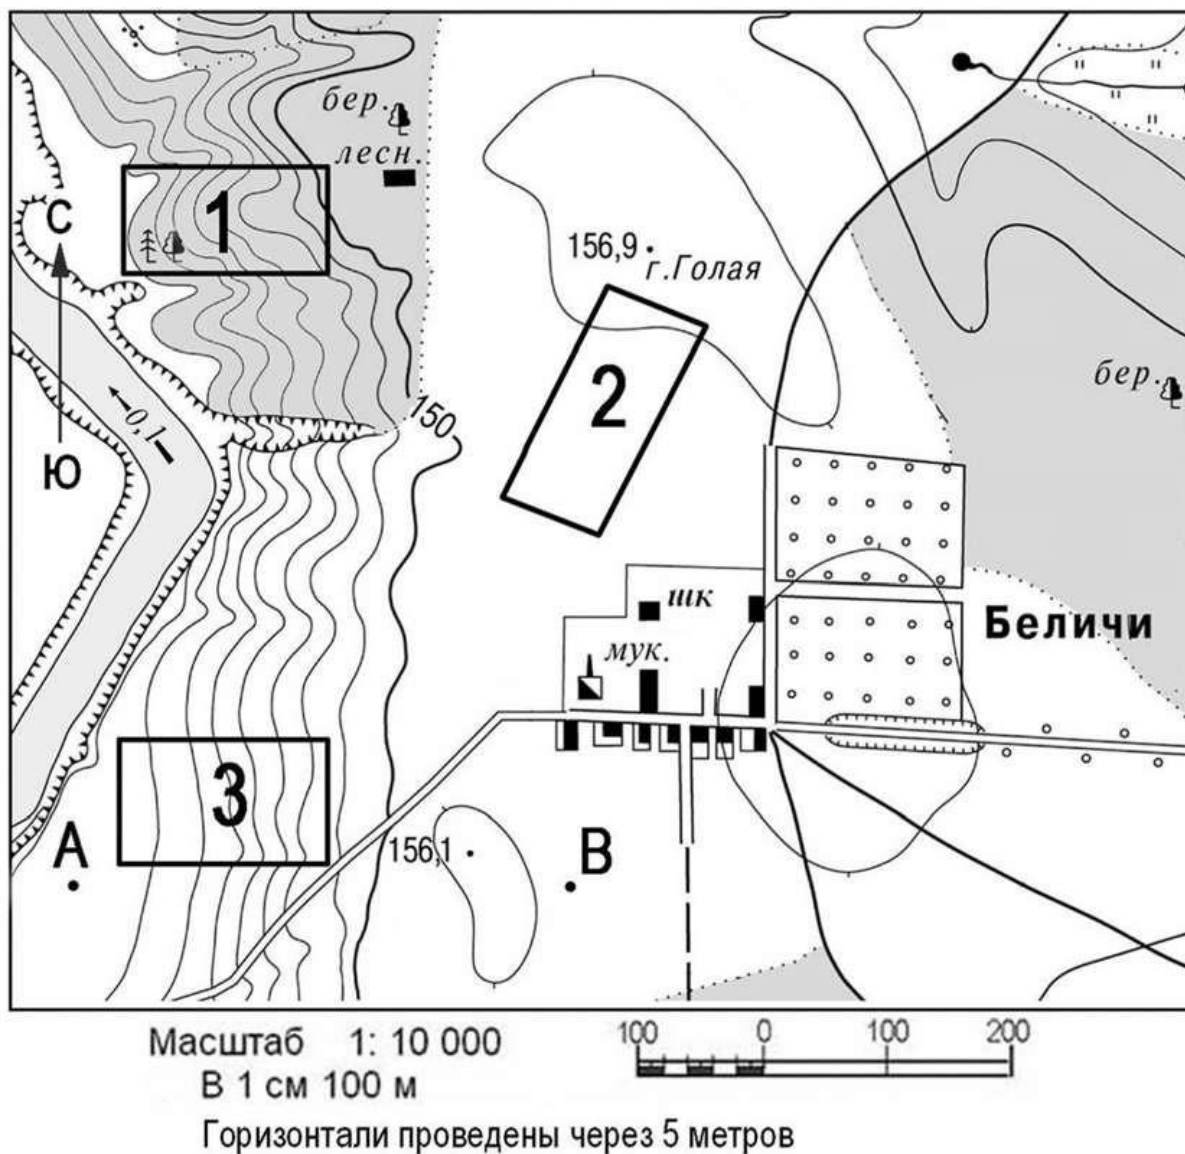 бер.
лесн.
С
1
156,9
г.Голая
2
бер.
150
0,1
Ю
шк
Беличи
мук.
3
А
156,1
В
Масштаб 1: 10 000
В 1 см 100 м
100 0 100 200
Горизонтали проведены через 5 метров